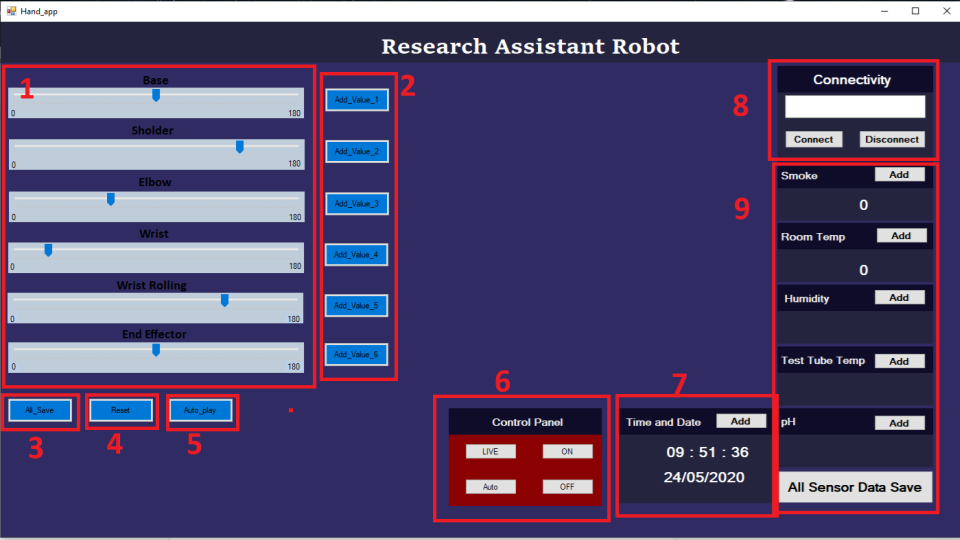 Hand_app
Research Assistant Robot
1
Base
0 180
Sholder
0 180
Elbow
0 180
Wrist
0 180
Wrist Rolling
0 180
End Effector
0 180
2
Add_Value_1
Add_Value_2
Add_Value_3
Add_Value_4
Add_Value_5
Add_Value_6
All_Save
Reset
Auto_play
3
4
5
6
Control Panel
LIVE ON
Auto OFF
7
Time and Date Add
09 : 51 : 36
24/05/2020
8
Connectivity
Connect Disconnect
9
Smoke Add
0
Room Temp Add
0
Humidity Add
Test Tube Temp Add
pH Add
All Sensor Data Save